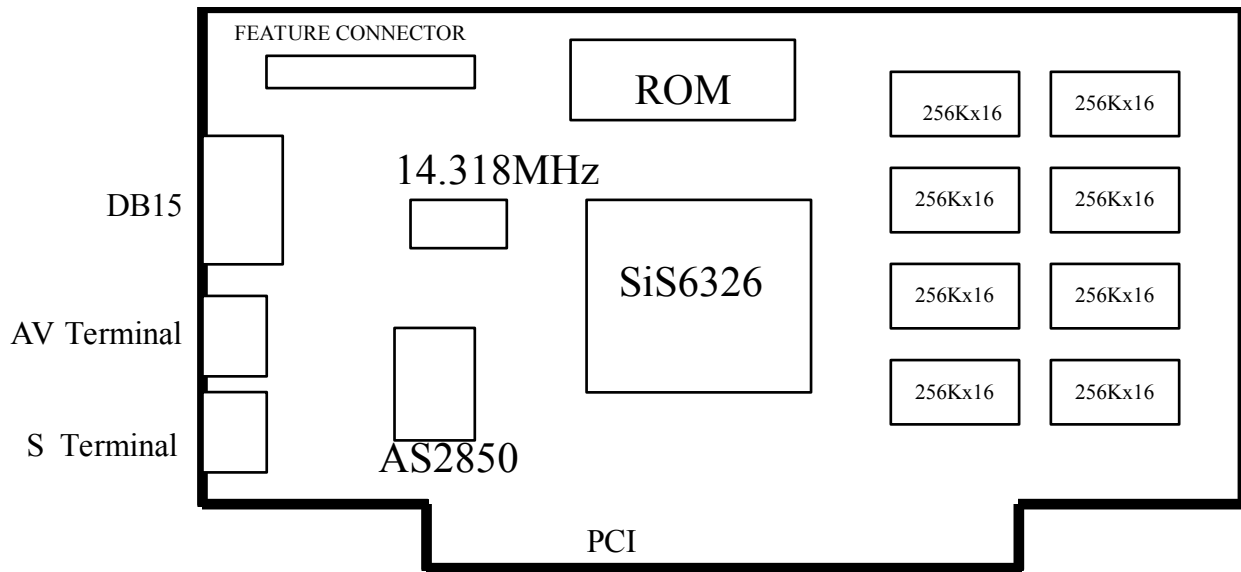 FEATURE CONNECTOR
ROM
256Kx16
256Kx16
14.318MHz
DB15
256Kx16
256Kx16
SiS6326
AV Terminal
256Kx16
256Kx16
256Kx16
256Kx16
S Terminal
AS2850
PCI